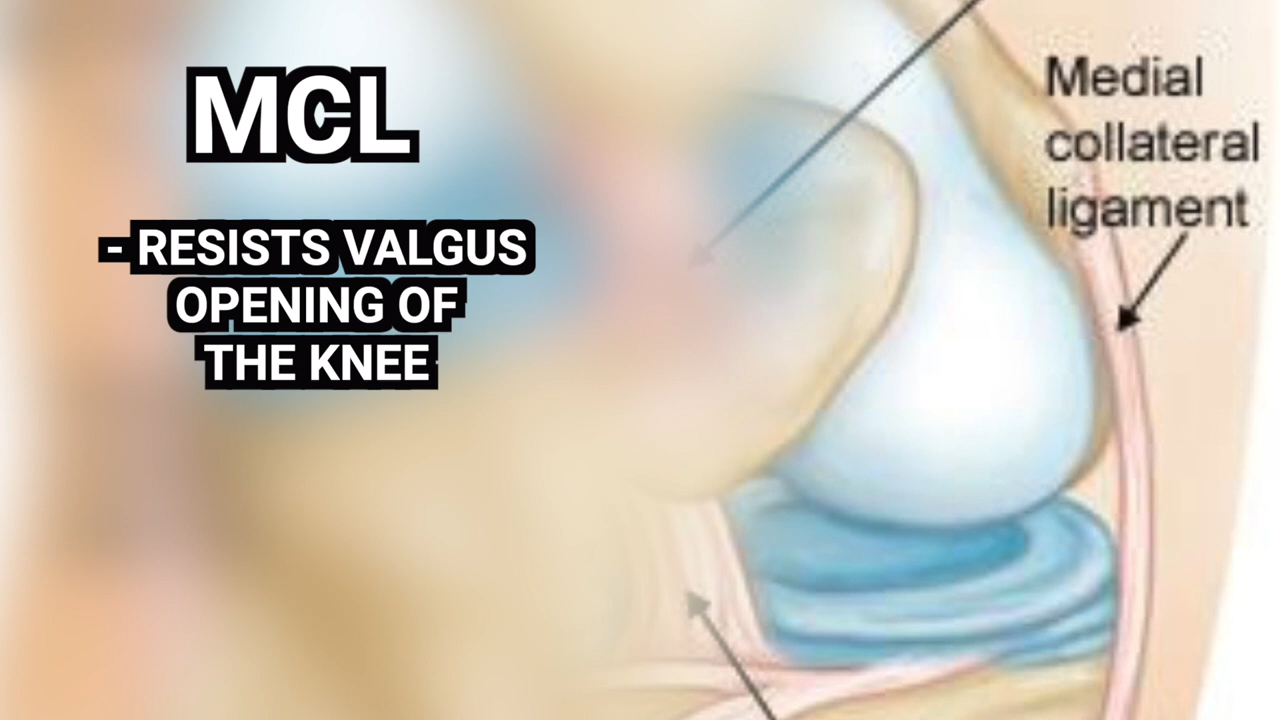 MCL
- RESISTS VALGUS
OPENING OF
THE KNEE
Medial
collateral
ligament